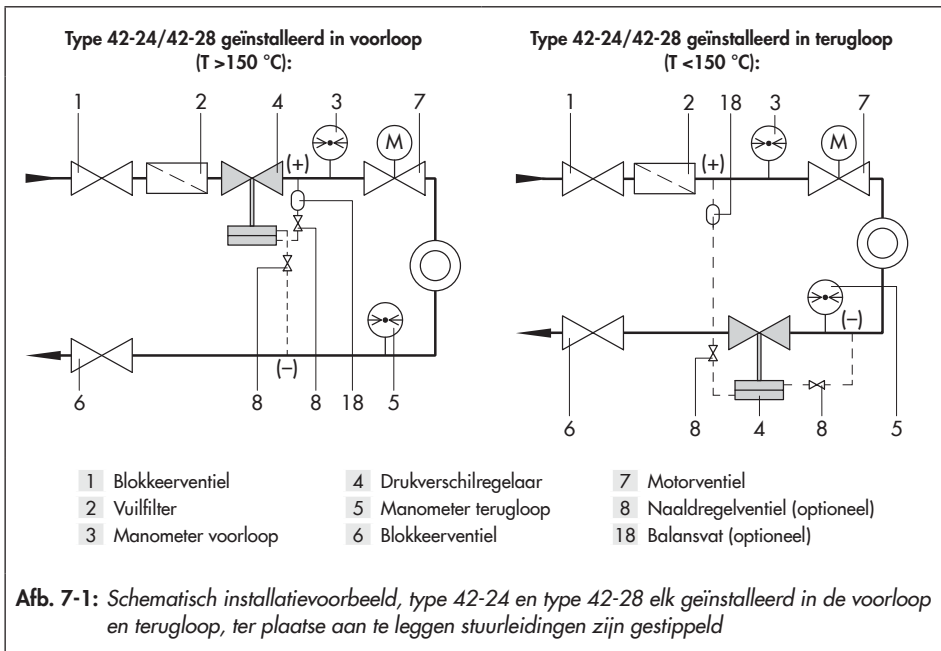 Type 42-24/42-28 geïnstalleerd in voorloop
(T >150 °C):
1 2 4 3 7
M
(+)
(–)
6 8 8 18 5
Type 42-24/42-28 geïnstalleerd in terugloop
(T <150 °C):
1 2 18 3 7
M
(+)
(–)
6 8 4 8 5
1 Blokkeerventiel
2 Vuilfilter
3 Manometer voorloop
4 Drukverschilregelaar
5 Manometer terugloop
6 Blokkeerventiel
7 Motorventiel
8 Naaldregelventiel (optioneel)
18 Balansvat (optioneel)
Afb. 7-1: Schematisch installatievoorbeeld, type 42-24 en type 42-28 elk geïnstalleerd in de voorloop
en terugloop, ter plaatse aan te leggen stuurleidingen zijn gestippeld